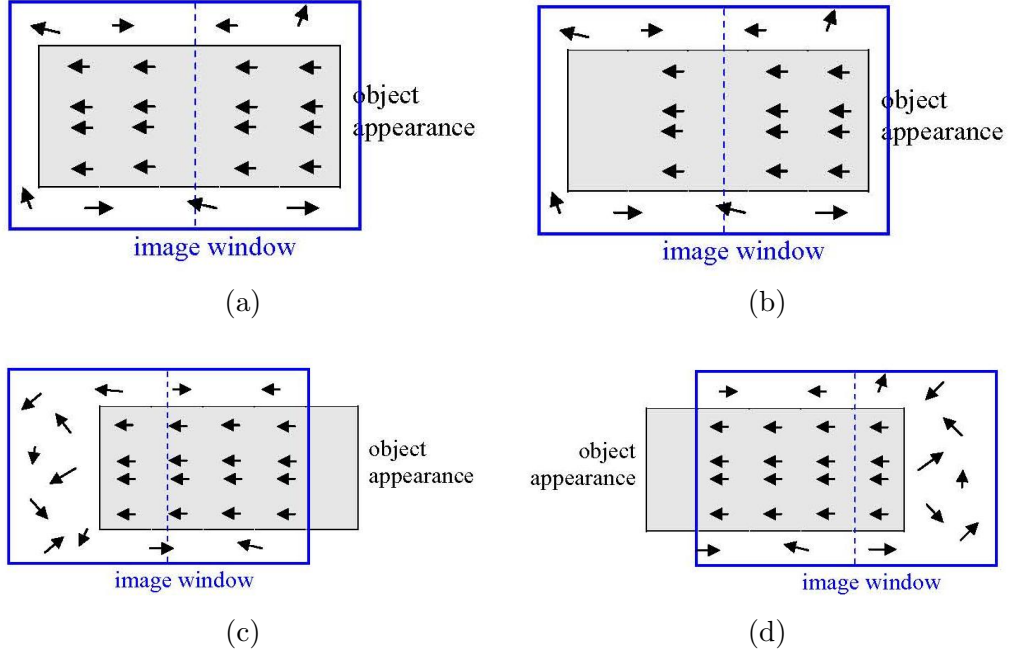 object
appearance
image window
(a)
object
appearance
image window
(b)
object
appearance
image window
(c)
object
appearance
image window
(d)